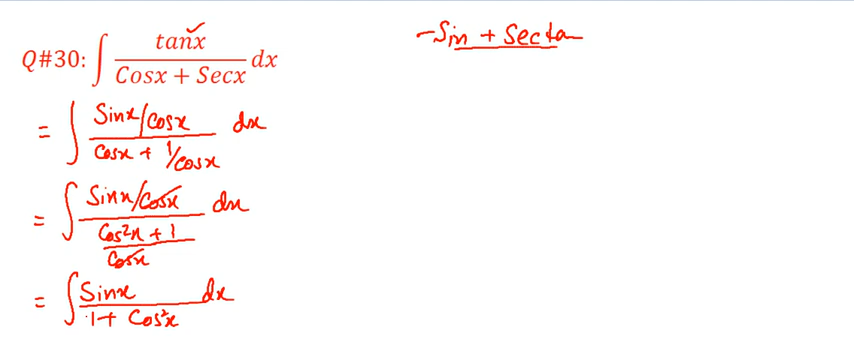 Q#30: ∫ tanx / (Cosx + Secx) dx
= ∫ (Sinx/cosx) / (cosx + 1/cosx) dx
= ∫ (Sinx/cosx) / ((cos²x + 1)/cosx) dx
= ∫ Sinx / (1 + Cos²x) dx
-Sin + Secta